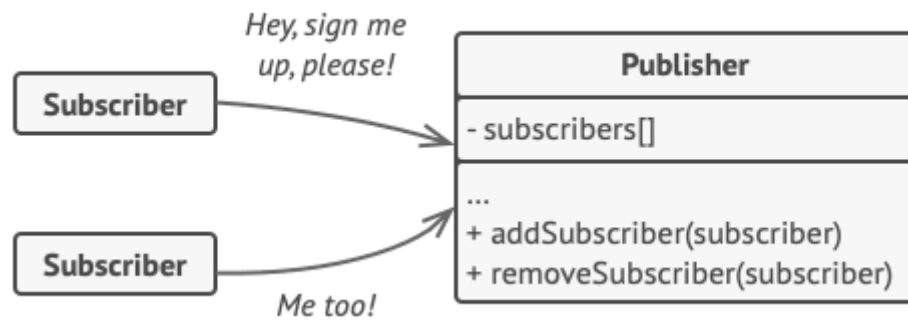 Hey, sign me
up, please!
Subscriber
Publisher
- subscribers[]
...
+ addSubscriber(subscriber)
+ removeSubscriber(subscriber)
Subscriber
Me too!